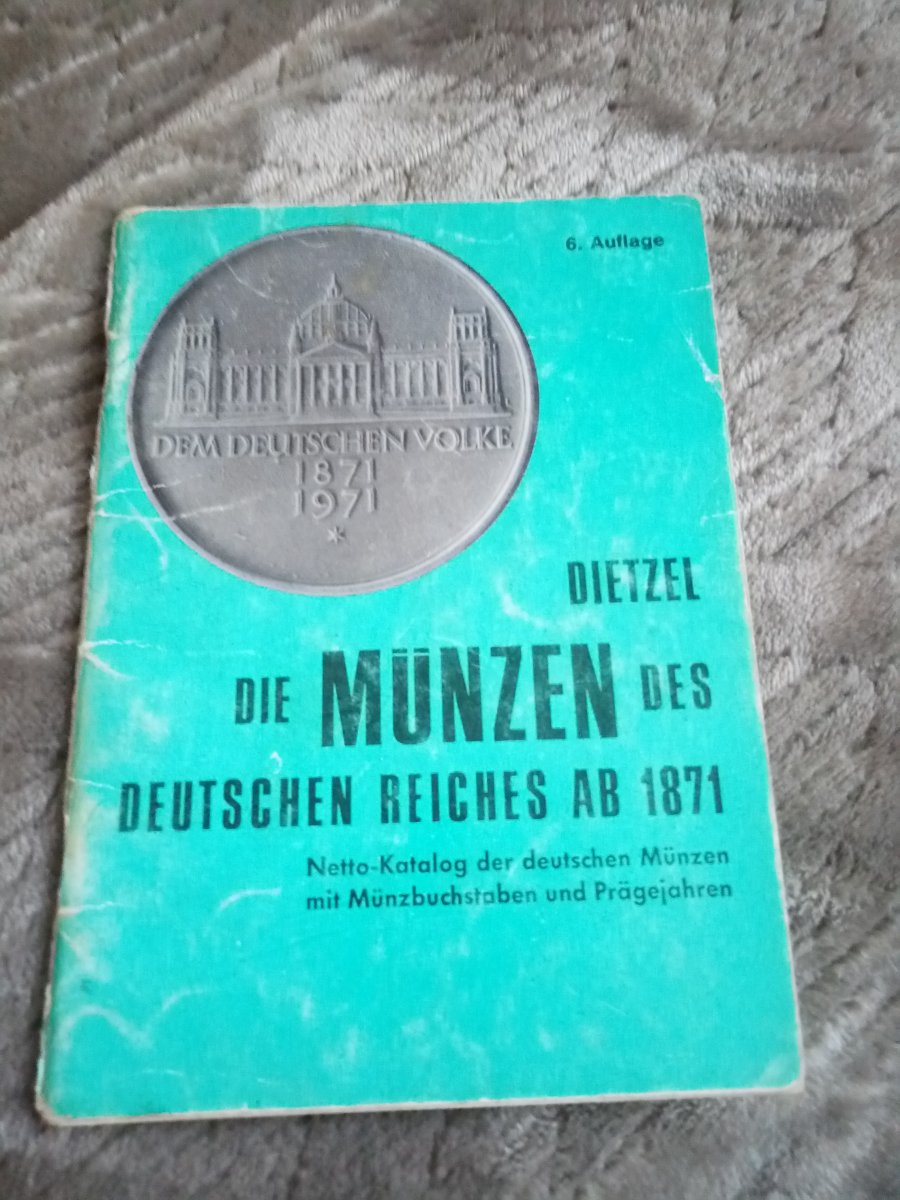 6. Auflage
DEM DEUTSCHEN VOLKE
1871
1971
*
DIETZEL
DIE MÜNZEN DES
DEUTSCHEN REICHES AB 1871
Netto-Katalog der deutschen Münzen
mit Münzbuchstaben und Prägejahren